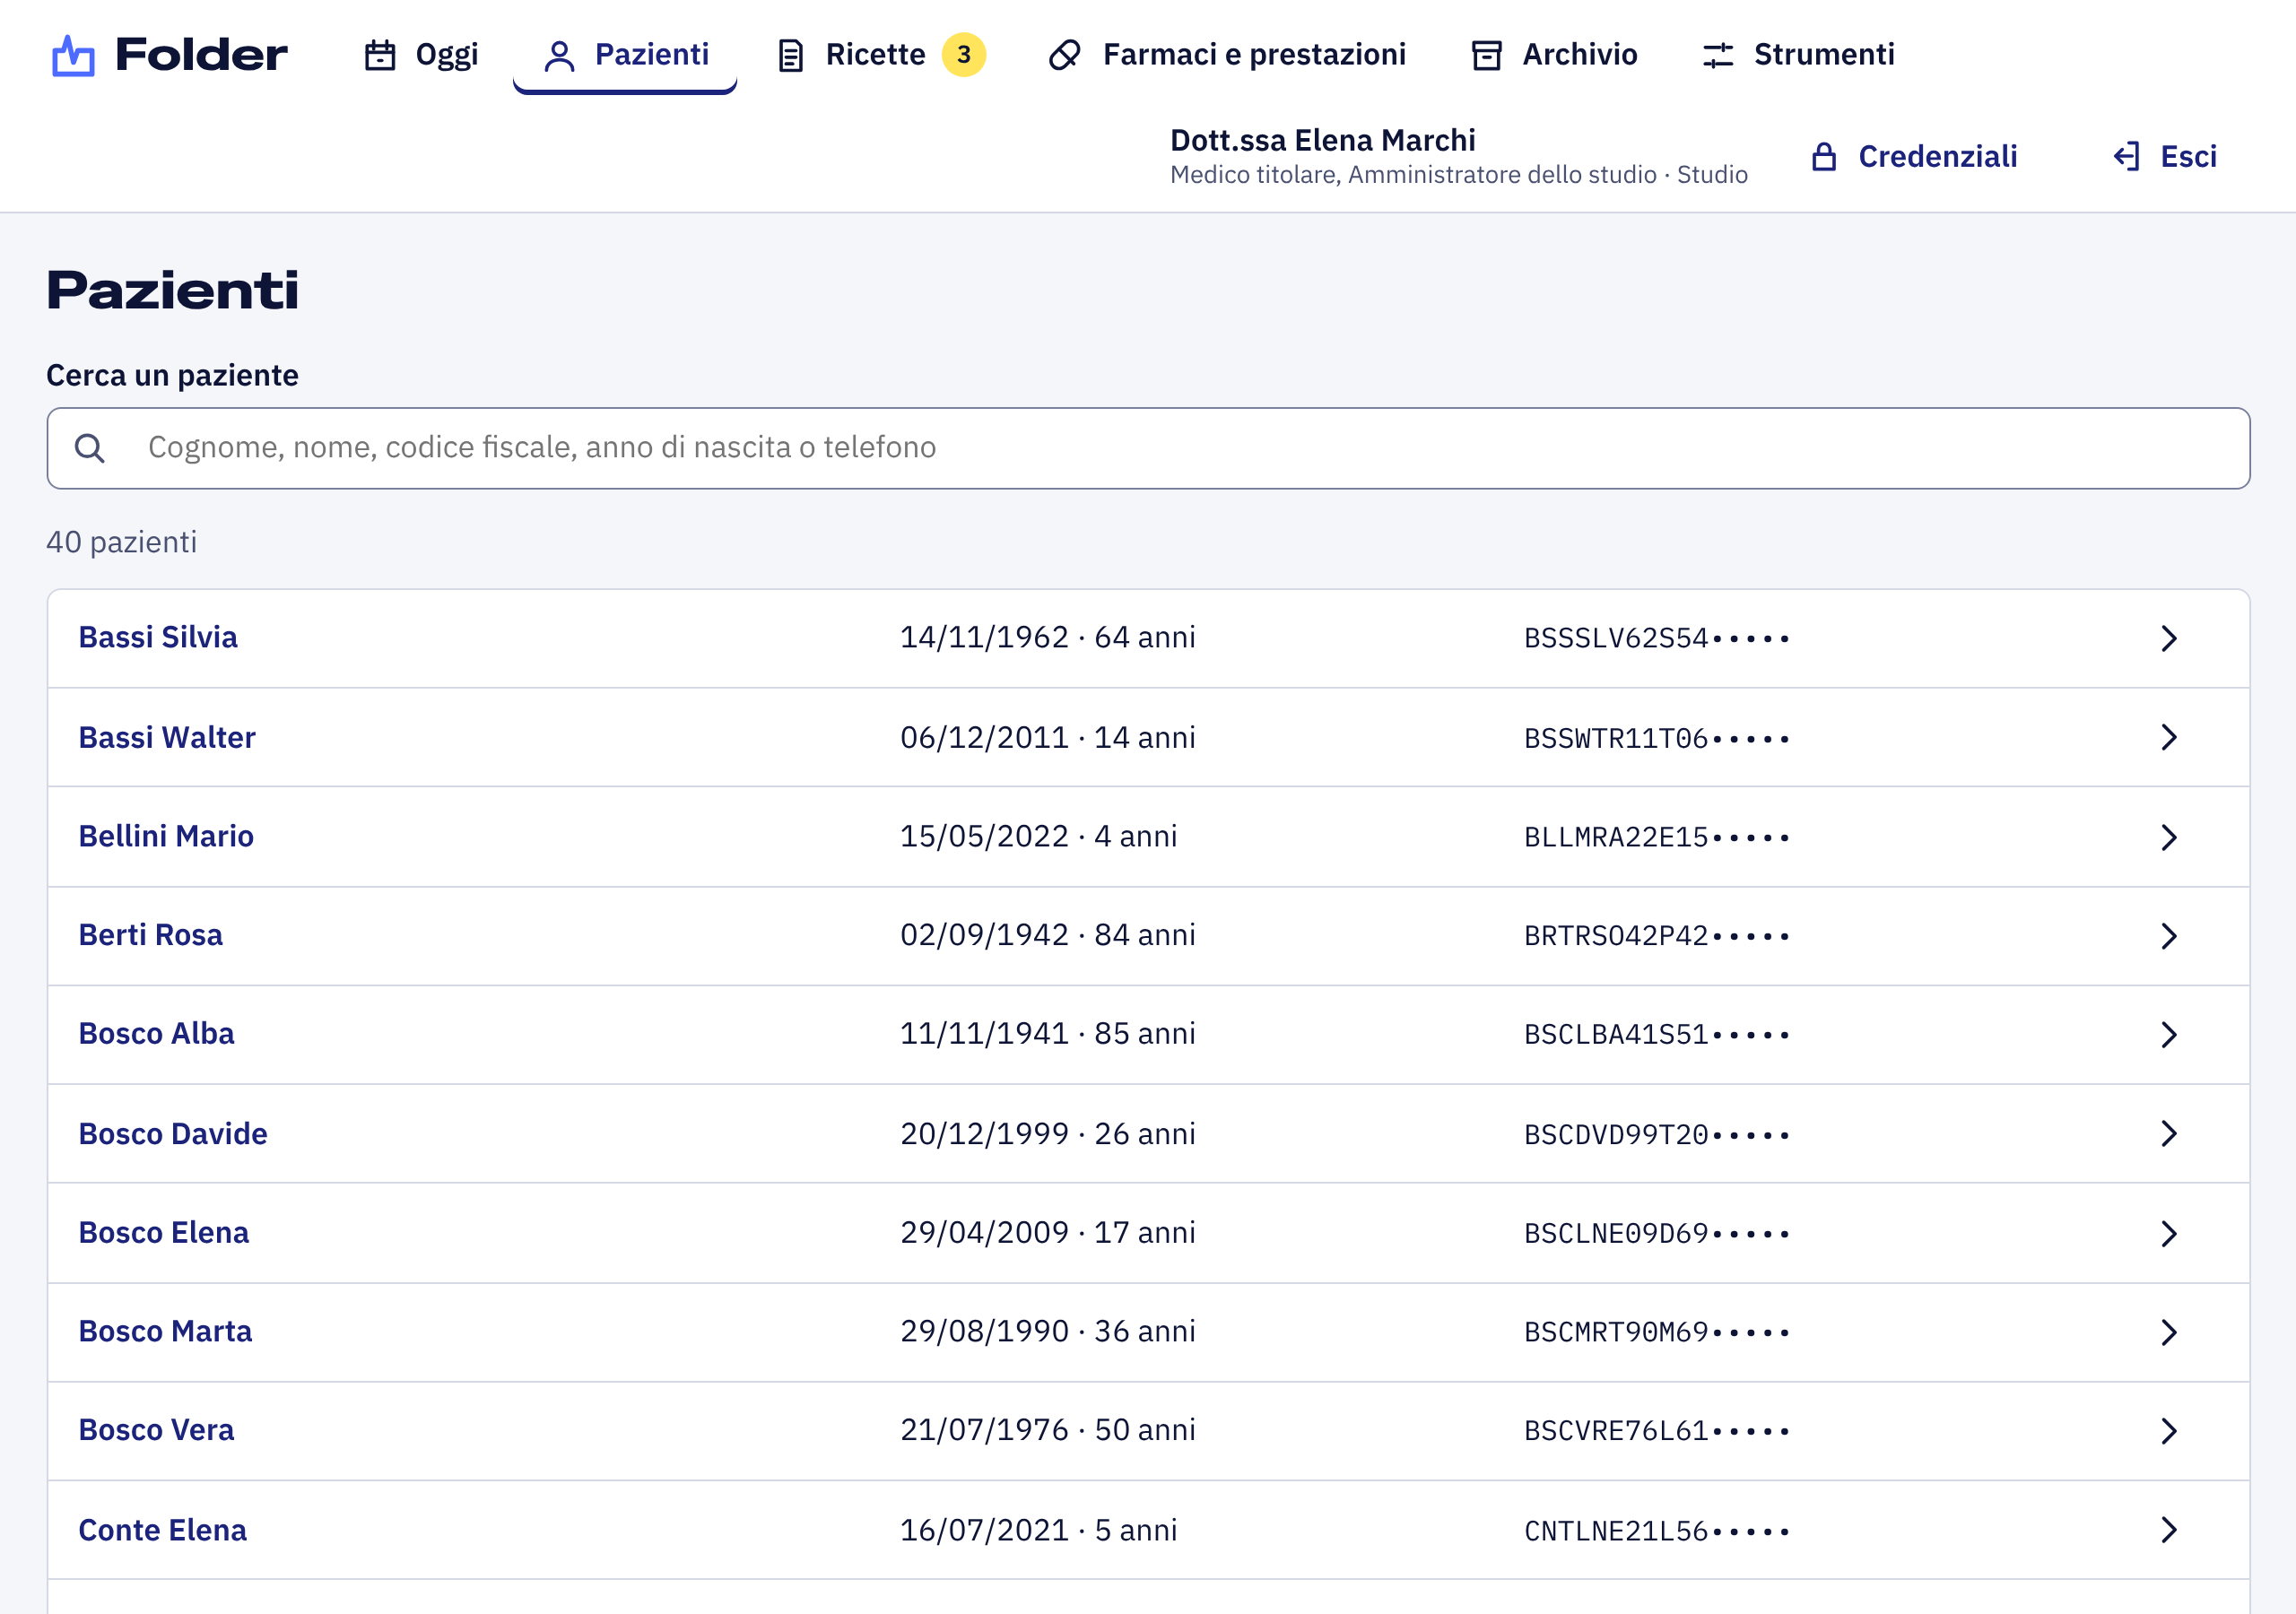 Folder
Oggi
Pazienti
Ricette 3
Farmaci e prestazioni
Archivio
Strumenti
Dott.ssa Elena Marchi
Medico titolare, Amministratore dello studio · Studio
Credenziali
Esci
Pazienti
Cerca un paziente
Cognome, nome, codice fiscale, anno di nascita o telefono
40 pazienti
Bassi Silvia 14/11/1962 · 64 anni BSSSLV62S54•••••
Bassi Walter 06/12/2011 · 14 anni BSSWTR11T06•••••
Bellini Mario 15/05/2022 · 4 anni BLLMRA22E15•••••
Berti Rosa 02/09/1942 · 84 anni BRTRSO42P42•••••
Bosco Alba 11/11/1941 · 85 anni BSCLBA41S51•••••
Bosco Davide 20/12/1999 · 26 anni BSCDVD99T20•••••
Bosco Elena 29/04/2009 · 17 anni BSCLNE09D69•••••
Bosco Marta 29/08/1990 · 36 anni BSCMRT90M69•••••
Bosco Vera 21/07/1976 · 50 anni BSCVRE76L61•••••
Conte Elena 16/07/2021 · 5 anni CNTLNE21L56•••••